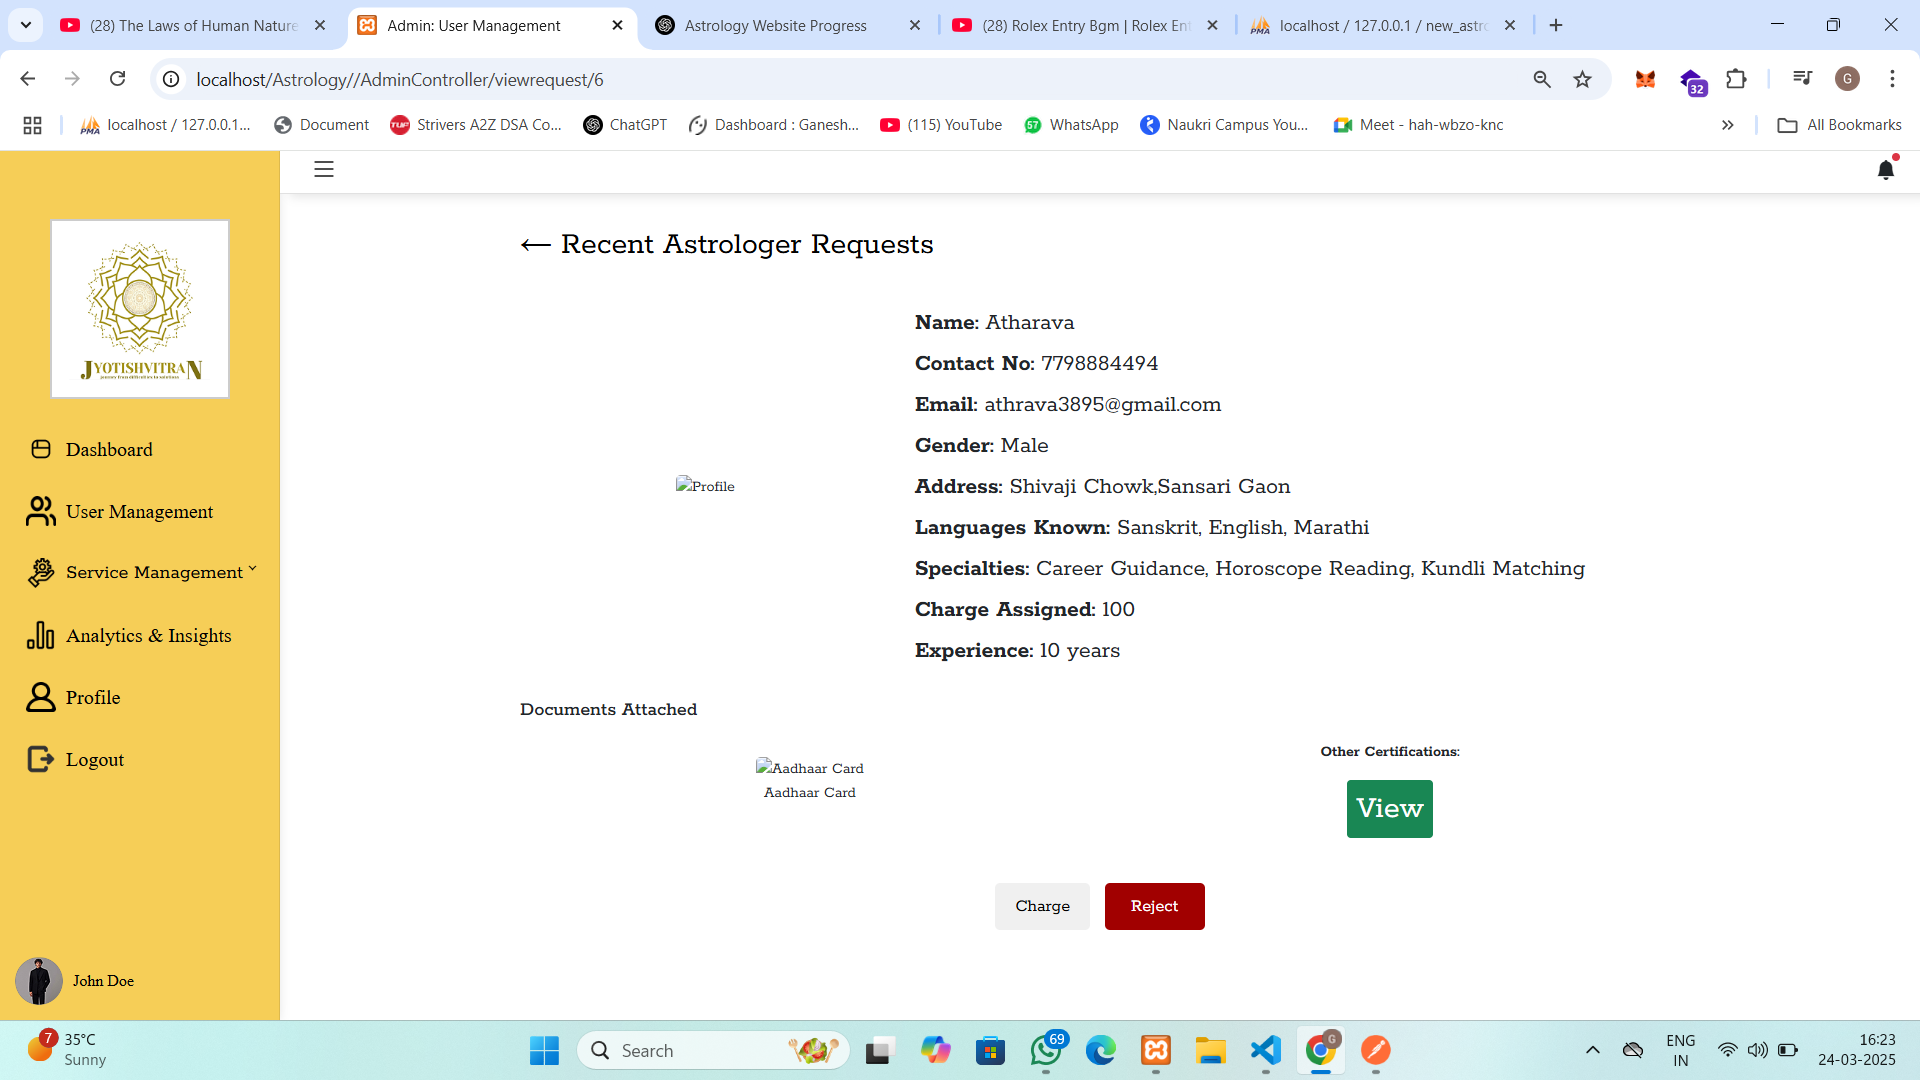 (28) The Laws of Human Nature
Admin: User Management
Astrology Website Progress
(28) Rolex Entry Bgm | Rolex Ent
localhost / 127.0.0.1 / new_astro
localhost/Astrology//AdminController/viewrequest/6
32
G
localhost / 127.0.0.1...
Document
Strivers A2Z DSA Co...
ChatGPT
Dashboard : Ganesh...
(115) YouTube
WhatsApp
Naukri Campus You...
Meet - hah-wbzo-knc
All Bookmarks
JYOTISHVITRAN
Dashboard
User Management
Service Management
Analytics & Insights
Profile
Logout
John Doe
← Recent Astrologer Requests
Profile
Name: Atharava
Contact No: 7798884494
Email: athrava3895@gmail.com
Gender: Male
Address: Shivaji Chowk,Sansari Gaon
Languages Known: Sanskrit, English, Marathi
Specialties: Career Guidance, Horoscope Reading, Kundli Matching
Charge Assigned: 100
Experience: 10 years
Documents Attached
Aadhaar Card
Aadhaar Card
Other Certifications:
View
Charge
Reject
7
35°C
Sunny
Search
69
G
ENG
IN
16:23
24-03-2025